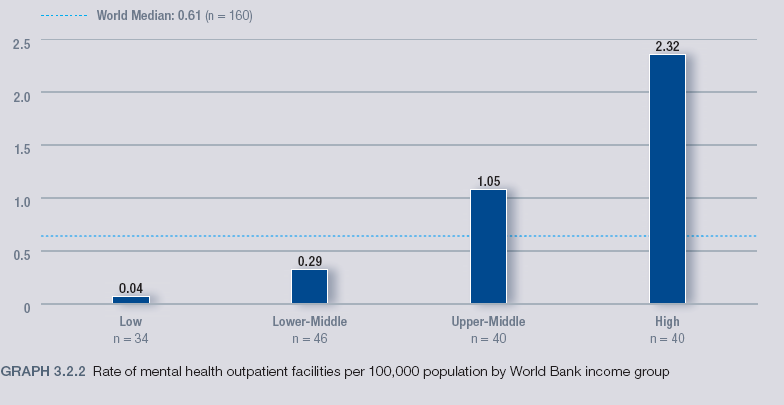 World Median: 0.61 (n = 160)
2.5
2.32
2.0
1.5
1.05
1.0
0.5
0.29
0.04
0
Low Lower-Middle Upper-Middle High
n = 34 n = 46 n = 40 n = 40
GRAPH 3.2.2 Rate of mental health outpatient facilities per 100,000 population by World Bank income group